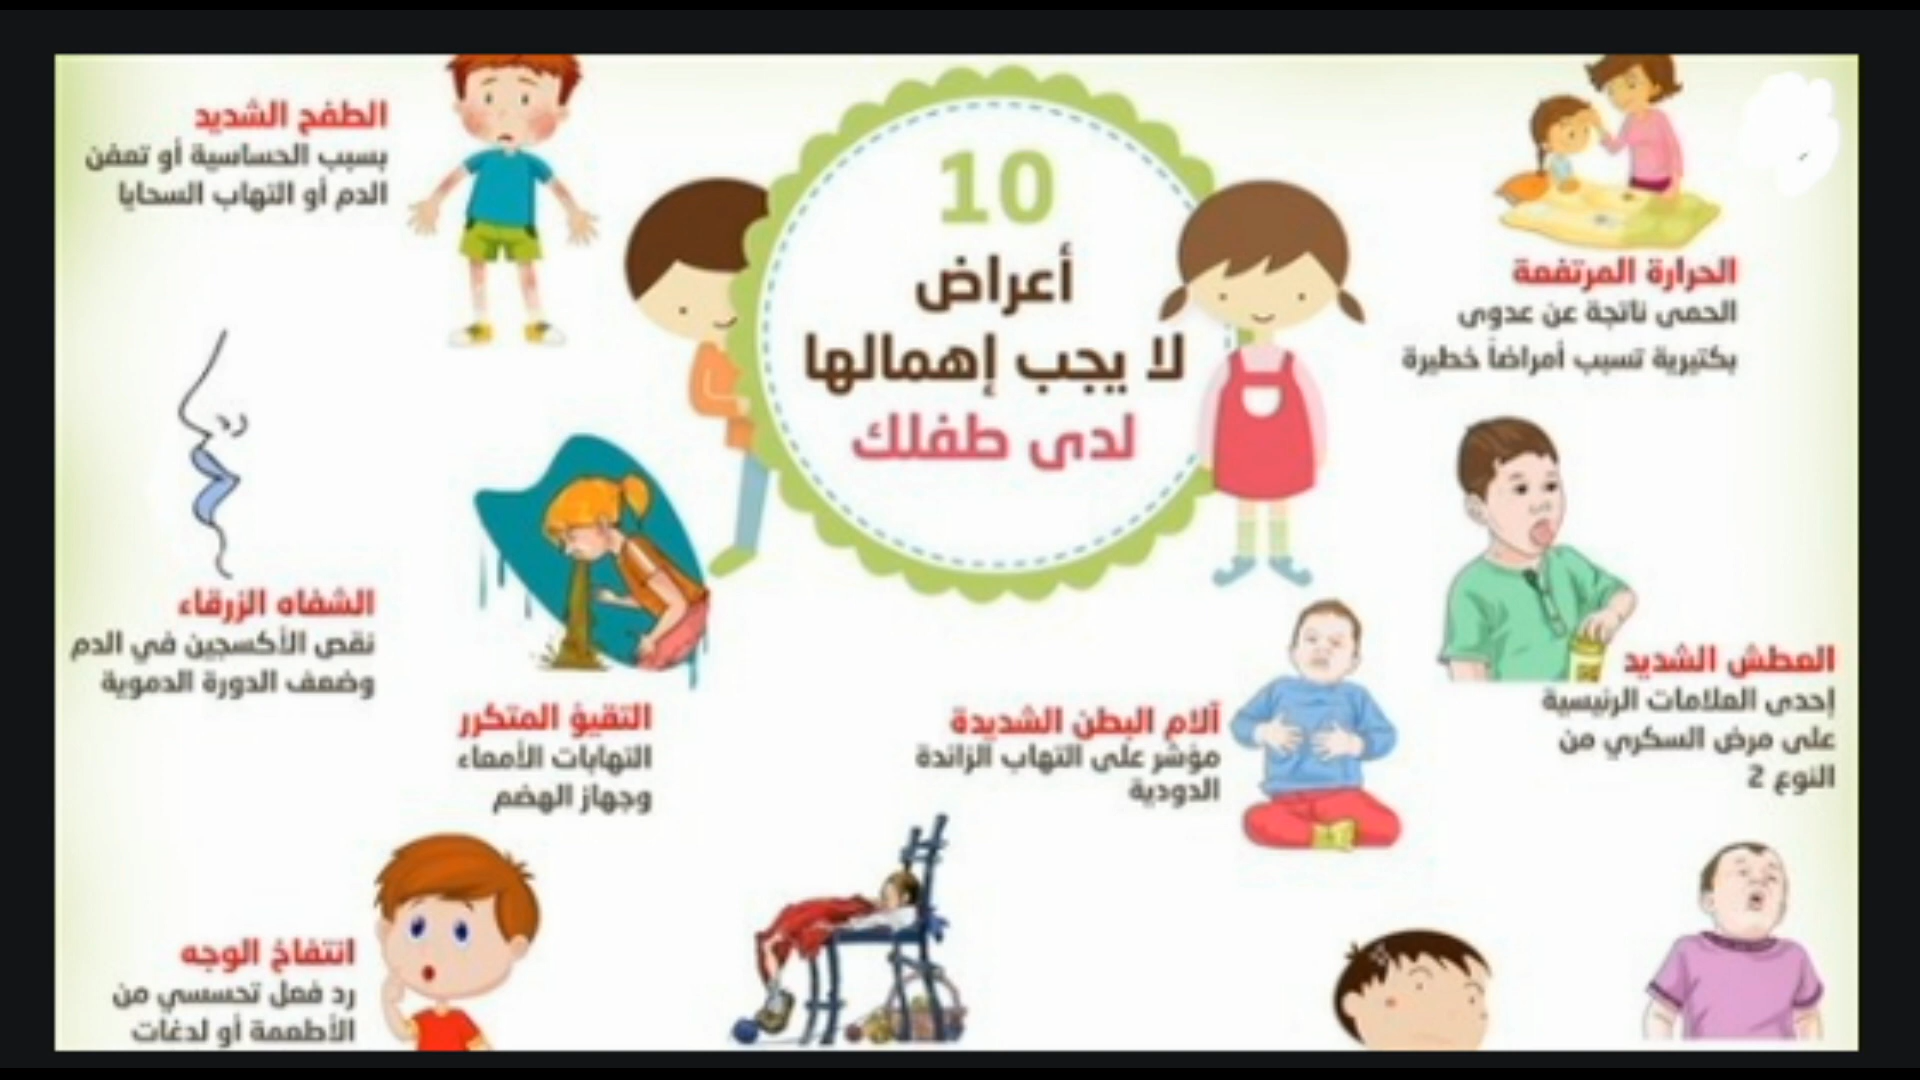 10
أعراض
لا يجب إهمالها
لدى طفلك
الحرارة المرتفعة
الحمى ناتجة عن عدوى
بكتيرية تسبب أمراضاً خطيرة
الطفح الشديد
بسبب الحساسية أو تعفن
الدم أو التهاب السحايا
العطش الشديد
إحدى العلامات الرئيسية
على مرض السكري من
النوع 2
آلام البطن الشديدة
مؤشر على التهاب الزائدة
الدودية
التقيؤ المتكرر
التهابات الأمعاء
وجهاز الهضم
الشفاه الزرقاء
نقص الأكسجين في الدم
وضعف الدورة الدموية
انتفاخ الوجه
رد فعل تحسسي من
الأطعمة أو لدغات